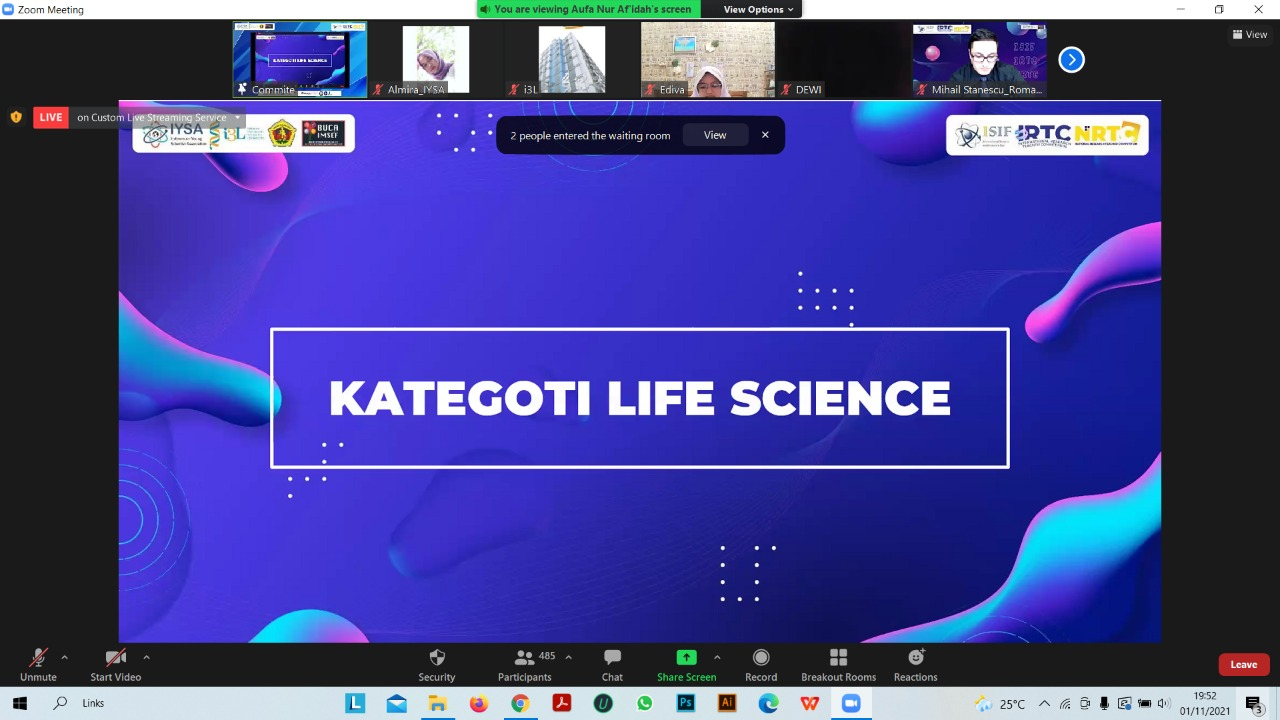 Zoom Meeting
You are viewing Aufa Nur Af'idah's screen
View Options
View
Commite
Almira_IYSA
i3L
Ediva
DEWI
Mihail Stanescu_Roma...
LIVE
on Custom Live Streaming Service
2 people entered the waiting room
View
IYSA
BUCA
IMSEF
ISIF
IRTC
NRTC
KATEGOTI LIFE SCIENCE
Unmute
Start Video
Security
485
Participants
Chat
Share Screen
Record
Breakout Rooms
Reactions
Leave
Links
L
U
Ps
Ai
25°C
19:52
01/11/2021
3